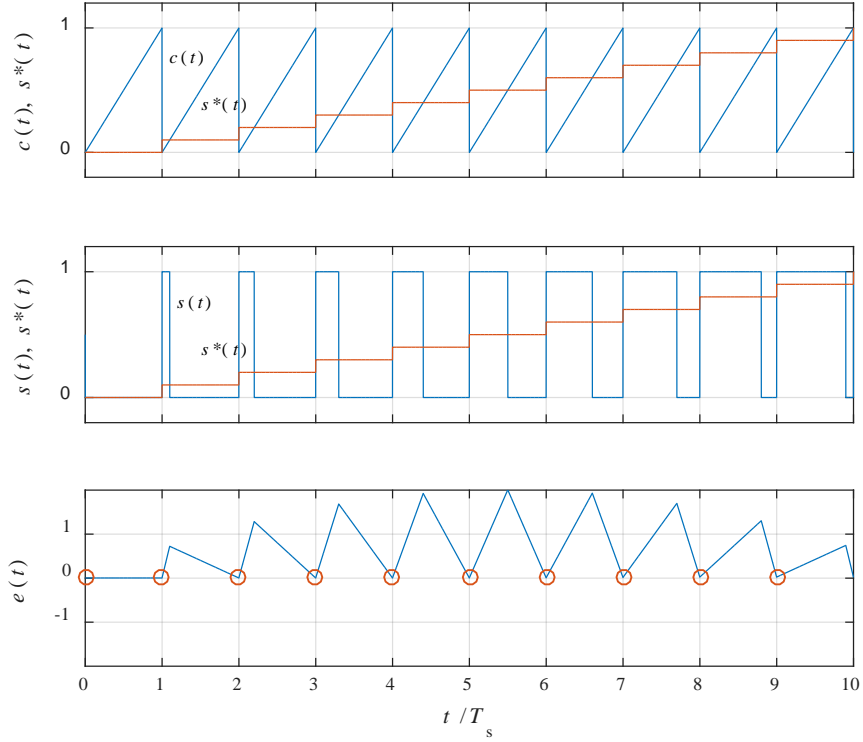 1
c(t)
s*(t)
0
c(t), s*(t)
1
s(t)
s*(t)
0
s(t), s*(t)
1
0
-1
e(t)
0 1 2 3 4 5 6 7 8 9 10
t/Tₛ